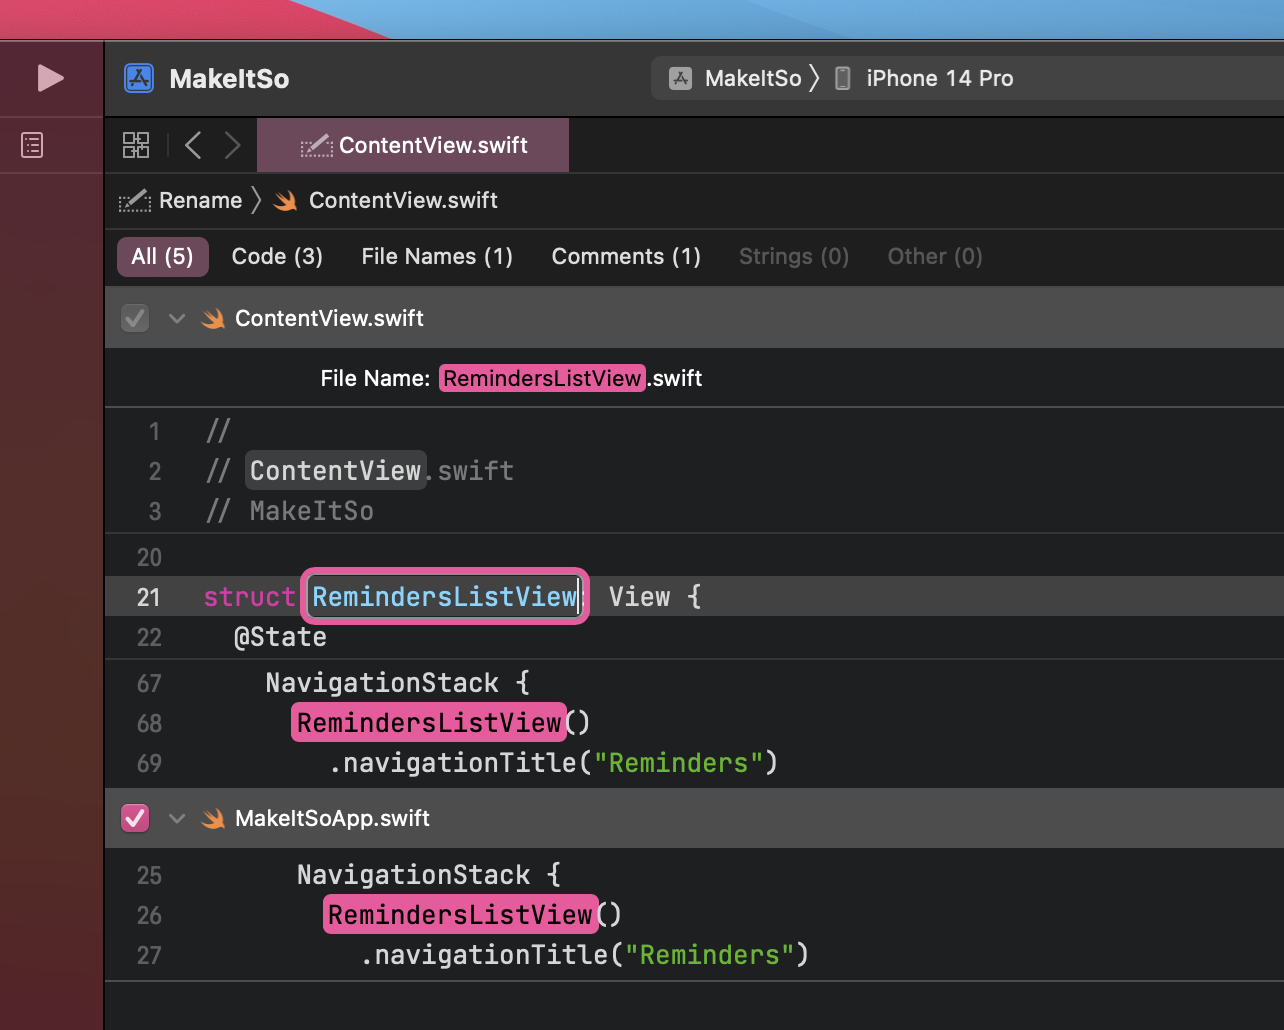 MakeItSo
MakeItSo 〉 iPhone 14 Pro
ContentView.swift
Rename 〉 ContentView.swift
All (5) Code (3) File Names (1) Comments (1) Strings (0) Other (0)
ContentView.swift
File Name: RemindersListView.swift
1 //
2 // ContentView.swift
3 // MakeItSo
20
21 struct RemindersListView: View {
22 @State
67 NavigationStack {
68 RemindersListView()
69 .navigationTitle("Reminders")
MakeItSoApp.swift
25 NavigationStack {
26 RemindersListView()
27 .navigationTitle("Reminders")